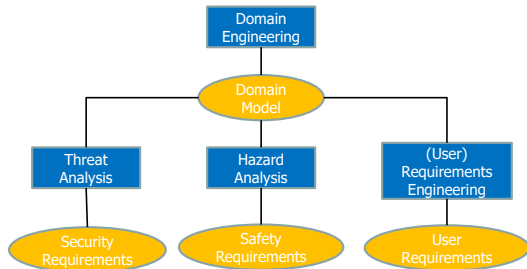 Domain
Engineering
Domain
Model
Threat
Analysis
Hazard
Analysis
(User)
Requirements
Engineering
Security
Requirements
Safety
Requirements
User
Requirements